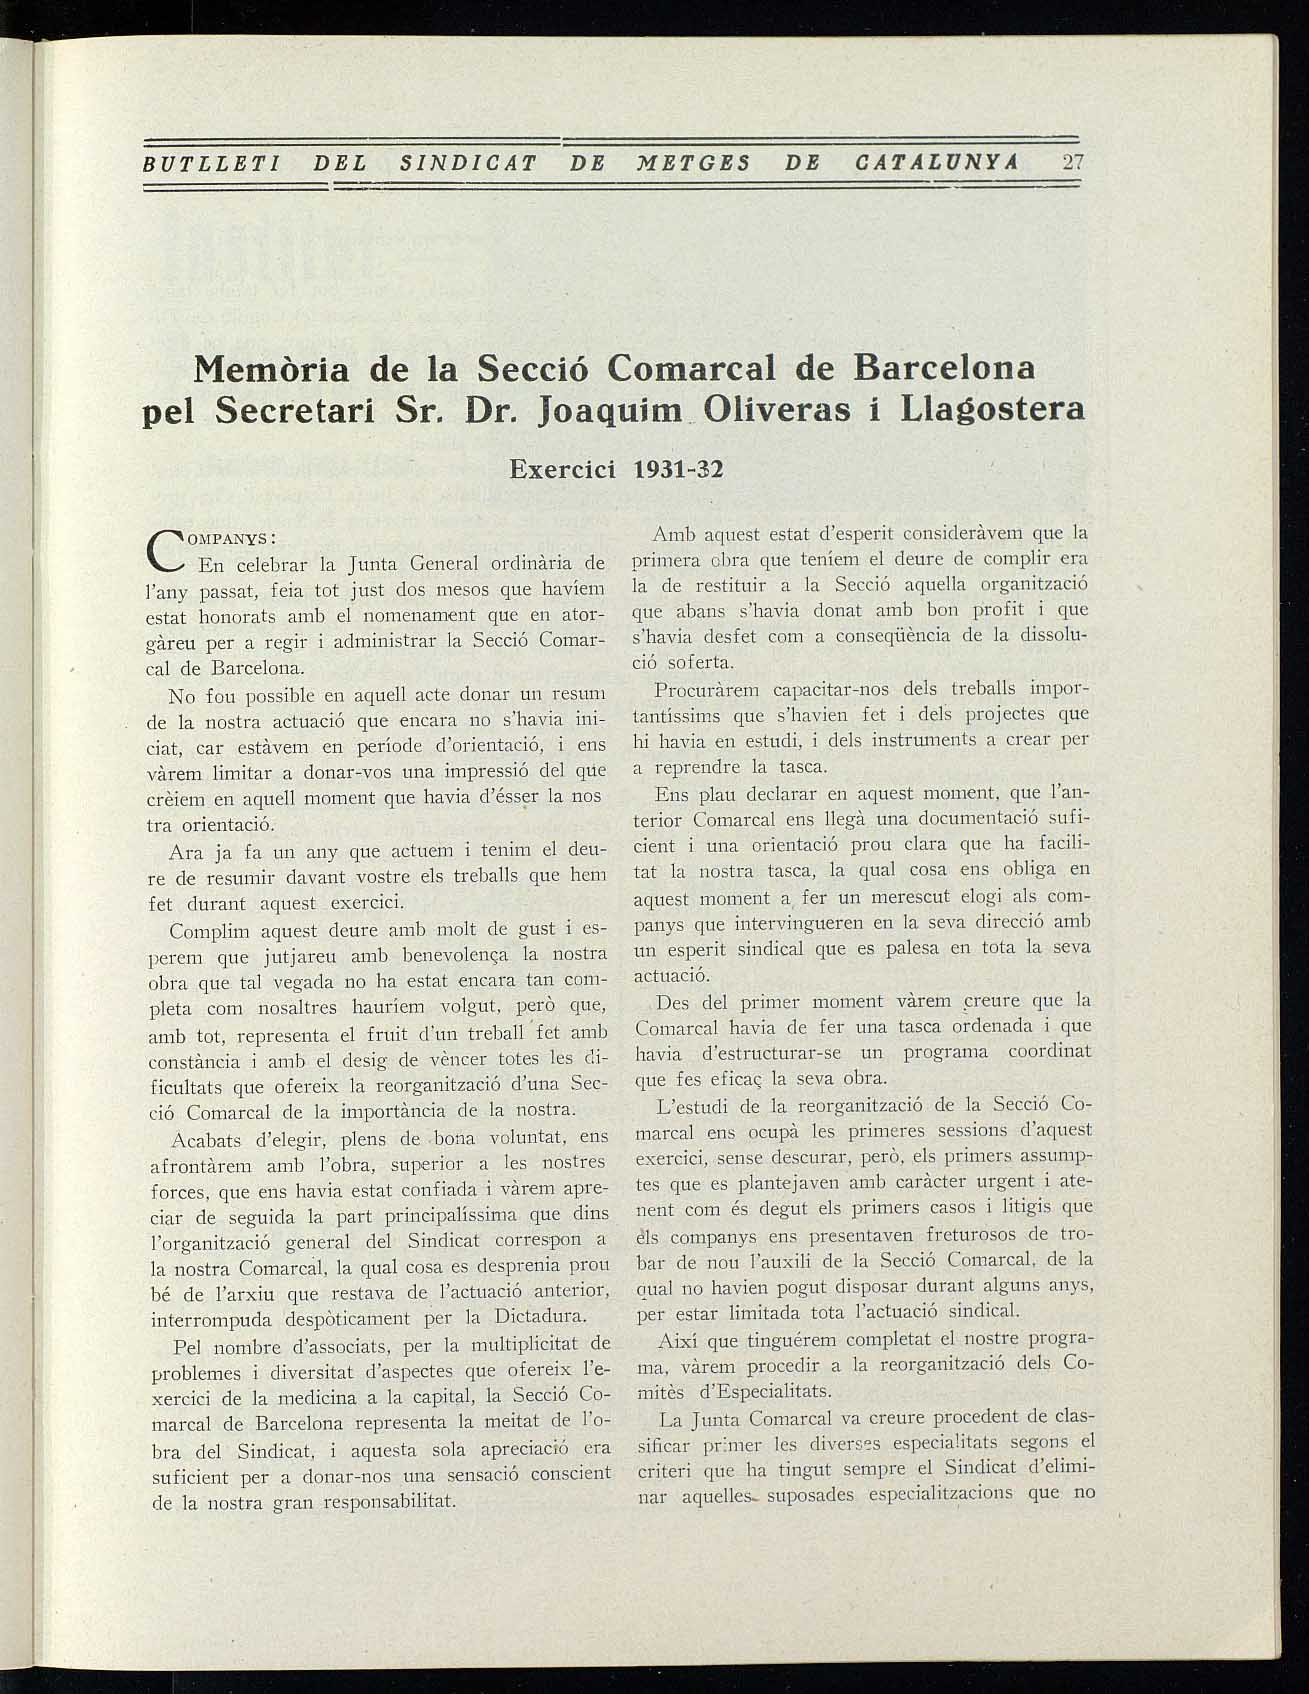 BUTLLETI DEL SINDICAT DE METGES DE CATALUNYA 27
Memòria de la Secció Comarcal de Barcelona
pel Secretari Sr. Dr. Joaquim Oliveras i Llagostera
Exercici 1931-32
COMPANYS:
En celebrar la Junta General ordinària de
l'any passat, feia tot just dos mesos que havíem
estat honorats amb el nomenament que en ator-
gàreu per a regir i administrar la Secció Comar-
cal de Barcelona.
No fou possible en aquell acte donar un resum
de la nostra actuació que encara no s'havia ini-
ciat, car estàvem en període d'orientació, i ens
vàrem limitar a donar-vos una impressió del que
crèiem en aquell moment que havia d'ésser la nos
tra orientació.
Ara ja fa un any que actuem i tenim el deu-
re de resumir davant vostre els treballs que hem
fet durant aquest exercici.
Complim aquest deure amb molt de gust i es-
perem que jutjareu amb benevolença la nostra
obra que tal vegada no ha estat encara tan com-
pleta com nosaltres hauríem volgut, però que,
amb tot, representa el fruit d'un treball fet amb
constància i amb el desig de vèncer totes les di-
ficultats que ofereix la reorganització d'una Sec-
ció Comarcal de la importància de la nostra.
Acabats d'elegir, plens de bona voluntat, ens
afrontàrem amb l'obra, superior a les nostres
forces, que ens havia estat confiada i vàrem apre-
ciar de seguida la part principalíssima que dins
l'organització general del Sindicat correspon a
la nostra Comarcal, la qual cosa es desprenia prou
bé de l'arxiu que restava de l'actuació anterior,
interrompuda despòticament per la Dictadura.
Pel nombre d'associats, per la multiplicitat de
problemes i diversitat d'aspectes que ofereix l'e-
xercici de la medicina a la capital, la Secció Co-
marcal de Barcelona representa la meitat de l'o-
bra del Sindicat, i aquesta sola apreciació era
suficient per a donar-nos una sensació conscient
de la nostra gran responsabilitat.
Amb aquest estat d'esperit consideràvem que la
primera obra que teníem el deure de complir era
la de restituir a la Secció aquella organització
que abans s'havia donat amb bon profit i que
s'havia desfet com a conseqüència de la dissolu-
ció soferta.
Procuràrem capacitar-nos dels treballs impor-
tantíssims que s'havien fet i dels projectes que
hi havia en estudi, i dels instruments a crear per
a reprendre la tasca.
Ens plau declarar en aquest moment, que l'an-
terior Comarcal ens llegà una documentació sufi-
cient i una orientació prou clara que ha facili-
tat la nostra tasca, la qual cosa ens obliga en
aquest moment a fer un merescut elogi als com-
panys que intervingueren en la seva direcció amb
un esperit sindical que es palesa en tota la seva
actuació.
Des del primer moment vàrem creure que la
Comarcal havia de fer una tasca ordenada i que
havia d'estructurar-se un programa coordinat
que fes eficaç la seva obra.
L'estudi de la reorganització de la Secció Co-
marcal ens ocupà les primeres sessions d'aquest
exercici, sense descurar, però, els primers assump-
tes que es plantejaven amb caràcter urgent i ate-
nent com és degut els primers casos i litigis que
els companys ens presentaven freturosos de tro-
bar de nou l'auxili de la Secció Comarcal, de la
qual no havien pogut disposar durant alguns anys,
per estar limitada tota l'actuació sindical.
Així que tinguérem completat el nostre progra-
ma, vàrem procedir a la reorganització dels Co-
mitès d'Especialitats.
La Junta Comarcal va creure procedent de clas-
sificar primer les diverses especialitats segons el
criteri que ha tingut sempre el Sindicat d'elimi-
nar aquelles suposades especialitzacions que no